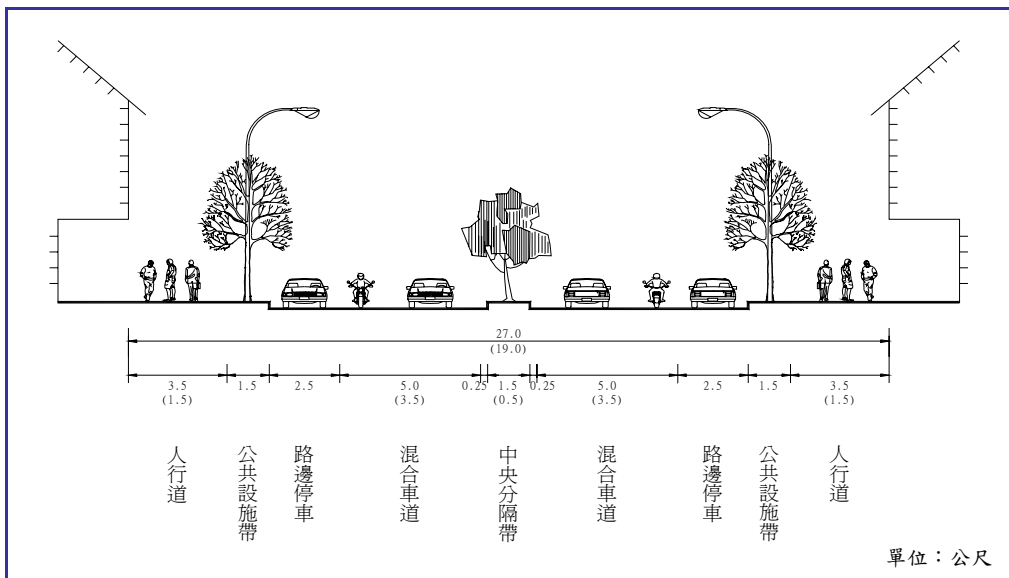 27.0
(19.0)
3.5 1.5 2.5 5.0 0.25 1.5 0.25 5.0 2.5 1.5 3.5
(1.5) (3.5) (0.5) (3.5) (1.5)
人行道
公共設施帶
路邊停車
混合車道
中央分隔帶
混合車道
路邊停車
公共設施帶
人行道
單位：公尺